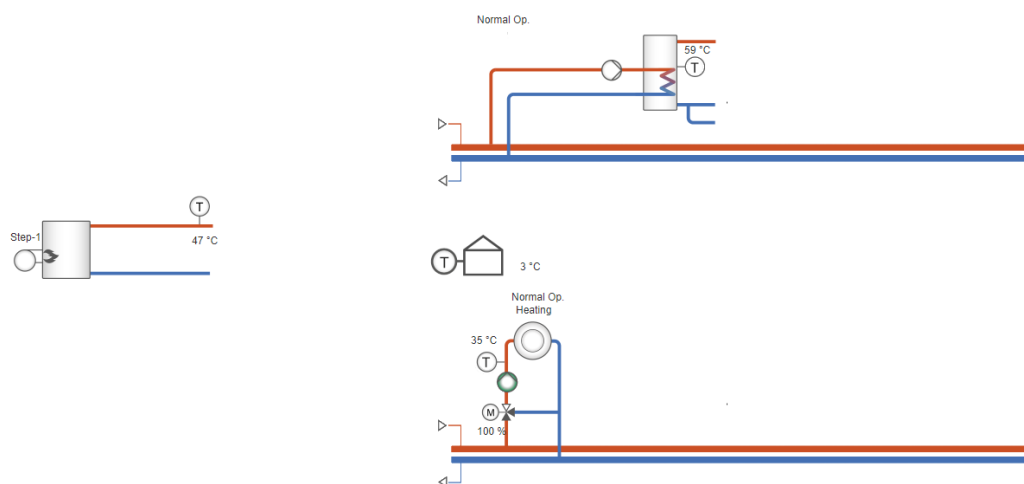 Normal Op.
59 °C
T
T
Step-1
47 °C
T
3 °C
Normal Op.
Heating
35 °C
T
M
100 %